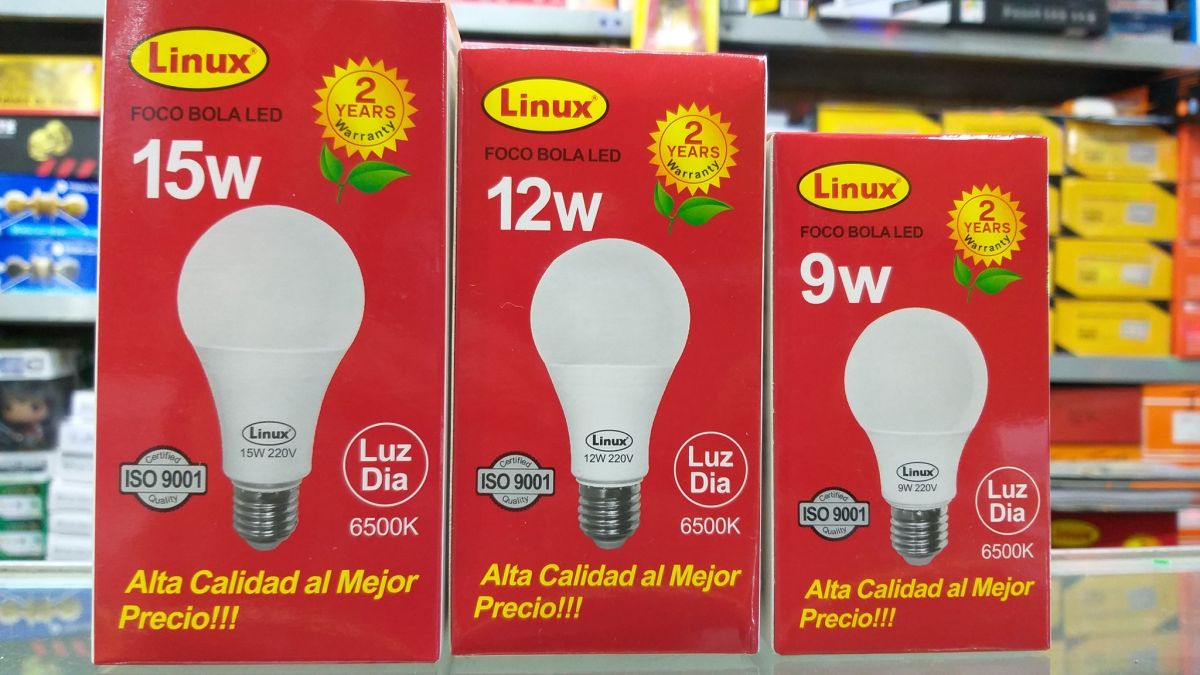 Linux®
FOCO BOLA LED
15W
2
YEARS
Warranty
Linux
15W 220V
Certified
ISO 9001
Quality
Luz
Dia
6500K
Alta Calidad al Mejor
Precio!!!
Linux®
FOCO BOLA LED
12W
2
YEARS
Warranty
Linux
12W 220V
Certified
ISO 9001
Quality
Luz
Dia
6500K
Alta Calidad al Mejor
Precio!!!
Linux®
FOCO BOLA LED
9W
2
YEARS
Warranty
Linux
9W 220V
Certified
ISO 9001
Quality
Luz
Dia
6500K
Alta Calidad al Mejor
Precio!!!